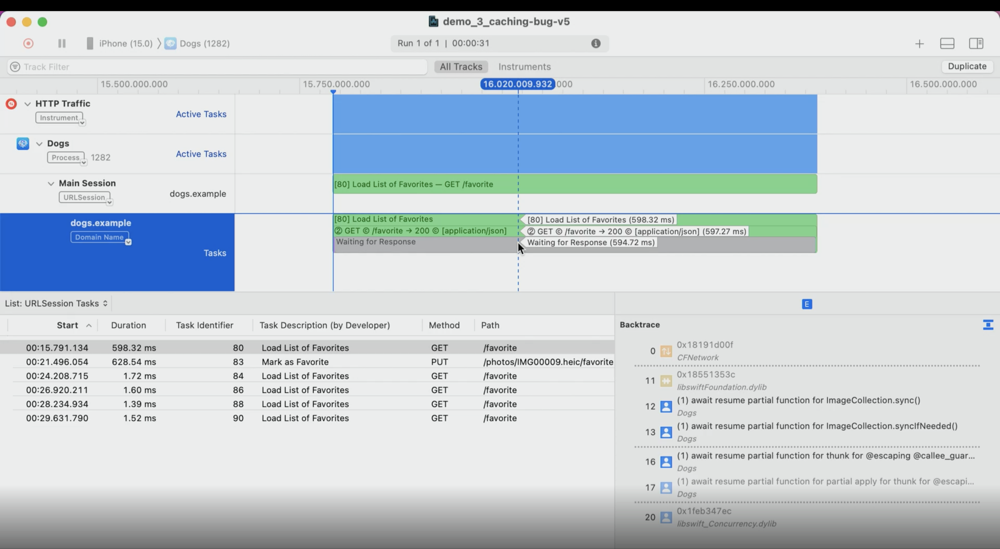 demo_3_caching-bug-v5
iPhone (15.0) Dogs (1282)
Run 1 of 1 | 00:00:31
Track Filter
All Tracks Instruments
Duplicate
15.500.000.000 15.750.000.000 16.020.009.932 16.250.000.000 16.500.000.000
HTTP Traffic
Instrument
Active Tasks
Dogs
Process 1282
Active Tasks
Main Session
URLSession
dogs.example
[80] Load List of Favorites — GET /favorite
dogs.example
Domain Name
Tasks
[80] Load List of Favorites
[80] Load List of Favorites (598.32 ms)
② GET © /favorite → 200 © [application/json]
② GET © /favorite → 200 © [application/json] (597.27 ms)
Waiting for Response
Waiting for Response (594.72 ms)
List: URLSession Tasks
E
Start Duration Task Identifier Task Description (by Developer) Method Path
00:15.791.134 598.32 ms 80 Load List of Favorites GET /favorite
00:21.496.054 628.54 ms 83 Mark as Favorite PUT /photos/IMG00009.heic/favorite
00:24.208.715 1.72 ms 84 Load List of Favorites GET /favorite
00:26.920.211 1.60 ms 86 Load List of Favorites GET /favorite
00:28.234.934 1.39 ms 88 Load List of Favorites GET /favorite
00:29.631.790 1.52 ms 90 Load List of Favorites GET /favorite
Backtrace
0 0x18191d00f
CFNetwork
11 0x18551353c
libswiftFoundation.dylib
12 (1) await resume partial function for ImageCollection.sync()
Dogs
13 (1) await resume partial function for ImageCollection.syncIfNeeded()
Dogs
16 (1) await resume partial function for thunk for @escaping @callee_guar...
Dogs
17 (1) await resume partial function for partial apply for thunk for @escapi...
Dogs
20 0x1feb347ec
libswift_Concurrency.dylib